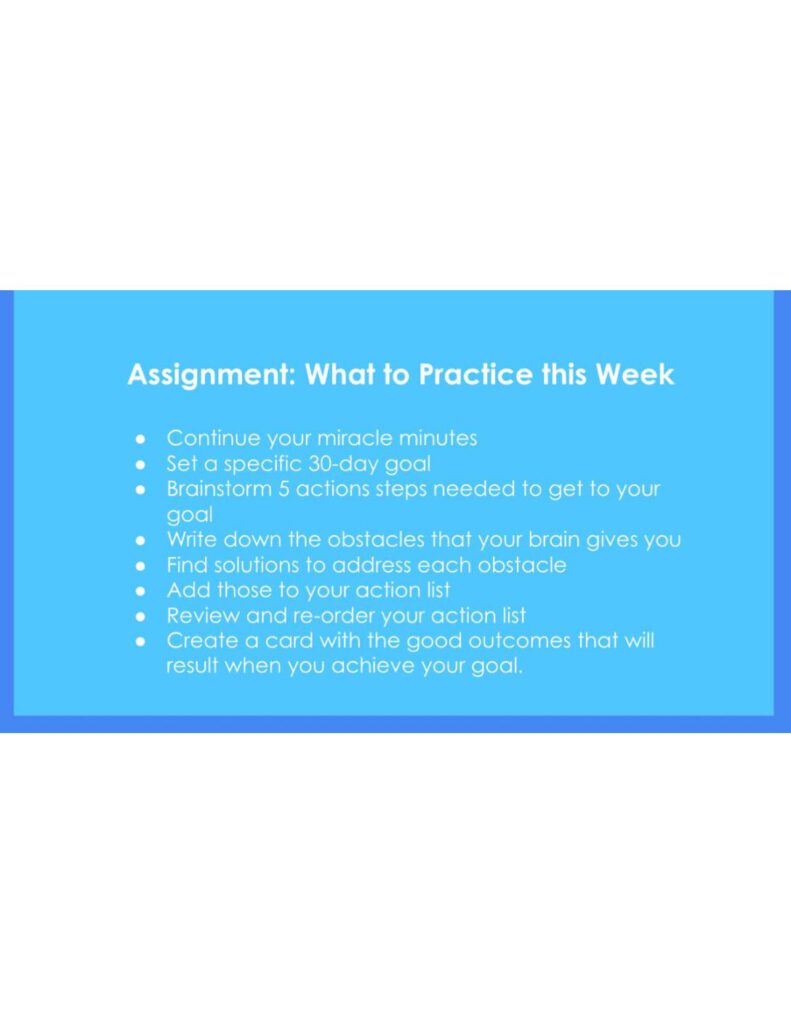 Assignment: What to Practice this Week
● Continue your miracle minutes
● Set a specific 30-day goal
● Brainstorm 5 actions steps needed to get to your
goal
● Write down the obstacles that your brain gives you
● Find solutions to address each obstacle
● Add those to your action list
● Review and re-order your action list
● Create a card with the good outcomes that will
result when you achieve your goal.